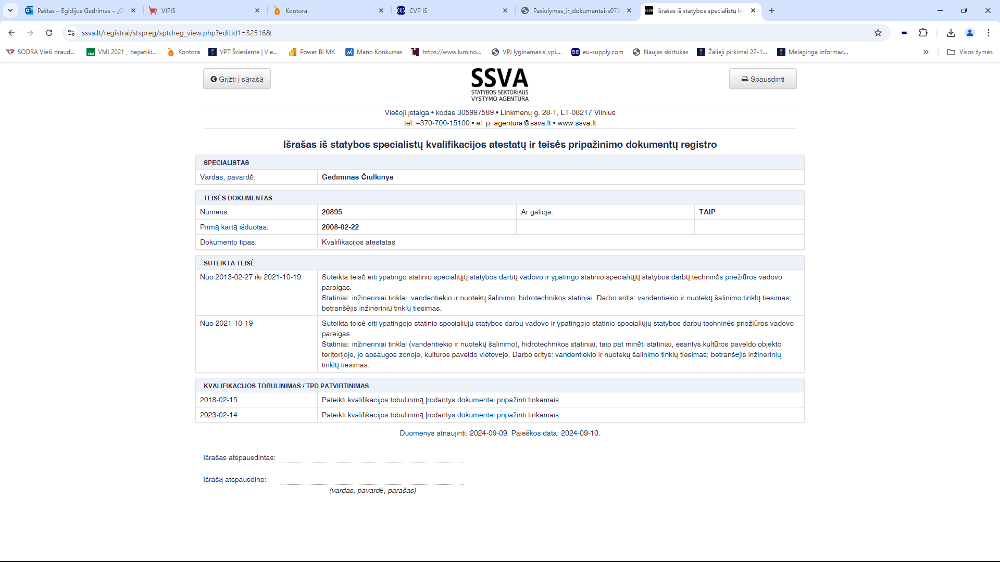 Paštas – Egidijus Gedrimas – „O
VIPIS
Kontora
CVP IS
Pasiulymas_ir_dokumentai-s073
Išrašas iš statybos specialistų kv
ssva.lt/registrai/stspreg/sptdreg_view.php?editid1=32516&
SODRA Vieši draud...
VMI 2021 _ nepatiki...
Kontora
VPT Švieslentė | Vie...
Power BI MK
Mano Konkursas
https://www.lumino...
VPĮ lyginamasis_vpi....
eu-supply.com
Naujas skirtukas
Žalieji pirkimai 22-1...
Melagingą informac...
Visos žymės
Grįžti į sąrašą
SSVA
STATYBOS SEKTORIAUS
VYSTYMO AGENTŪRA
Spausdinti
Viešoji įstaiga • kodas 305997589 • Linkmenų g. 28-1, LT-08217 Vilnius
tel. +370-700-15100 • el. p. agentura@ssva.lt • www.ssva.lt
Išrašas iš statybos specialistų kvalifikacijos atestatų ir teisės pripažinimo dokumentų registro
SPECIALISTAS
Vardas, pavardė: Gediminas Čiulkinys
TEISĖS DOKUMENTAS
Numeris: 20895 Ar galioja: TAIP
Pirmą kartą išduotas: 2008-02-22
Dokumento tipas: Kvalifikacijos atestatas
SUTEIKTA TEISĖ
Nuo 2013-02-27 iki 2021-10-19 Suteikta teisė eiti ypatingo statinio specialiųjų statybos darbų vadovo ir ypatingo statinio specialiųjų statybos darbų techninės priežiūros vadovo
pareigas.
Statiniai: inžineriniai tinklai: vandentiekio ir nuotekų šalinimo; hidrotechnikos statiniai. Darbo sritis: vandentiekio ir nuotekų šalinimo tinklų tiesimas;
betranšėjis inžinerinių tinklų tiesimas.
Nuo 2021-10-19 Suteikta teisė eiti ypatingojo statinio specialiųjų statybos darbų vadovo ir ypatingojo statinio specialiųjų statybos darbų techninės priežiūros vadovo
pareigas.
Statiniai: inžineriniai tinklai (vandentiekio ir nuotekų šalinimo), hidrotechnikos statiniai, taip pat minėti statiniai, esantys kultūros paveldo objekto
teritorijoje, jo apsaugos zonoje, kultūros paveldo vietovėje. Darbo sritys: vandentiekio ir nuotekų šalinimo tinklų tiesimas; betranšėjis inžinerinių
tinklų tiesimas.
KVALIFIKACIJOS TOBULINIMAS / TPD PATVIRTINIMAS
2018-02-15 Pateikti kvalifikacijos tobulinimą įrodantys dokumentai pripažinti tinkamais.
2023-02-14 Pateikti kvalifikacijos tobulinimą įrodantys dokumentai pripažinti tinkamais.
Duomenys atnaujinti: 2024-09-09. Paieškos data: 2024-09-10.
Išrašas atspausdintas:
Išrašą atspausdino:
(vardas, pavardė, parašas)